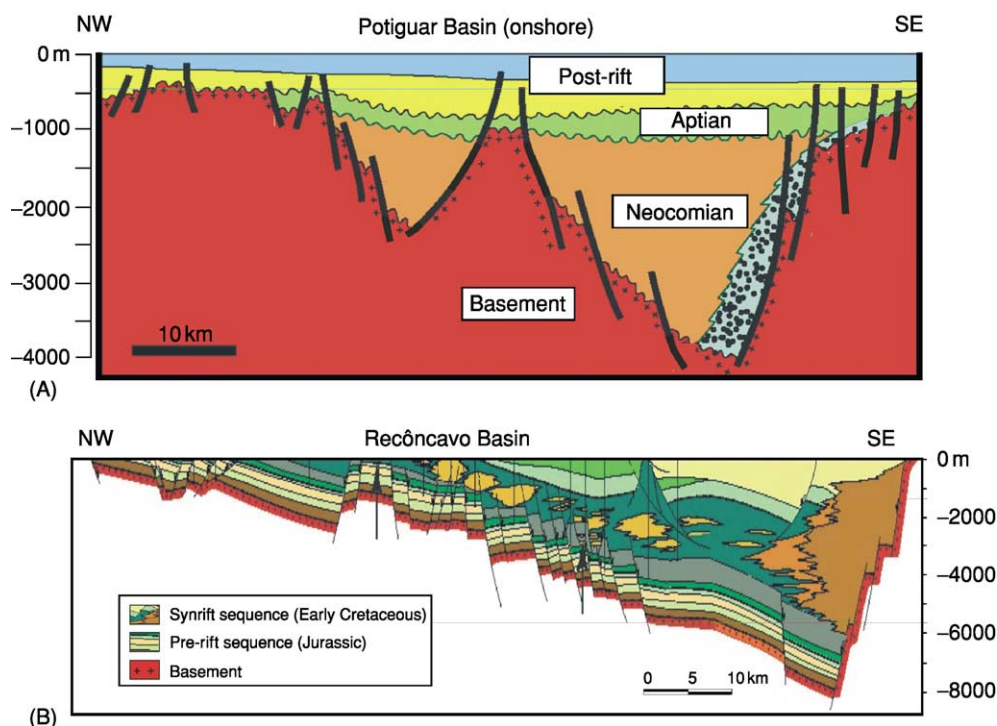 NW Potiguar Basin (onshore) SE
0 m
Post-rift
−1000
Aptian
−2000
Neocomian
−3000
Basement
10 km
−4000
(A)
NW Recôncavo Basin SE
0 m
−2000
−4000
Synrift sequence (Early Cretaceous)
Pre-rift sequence (Jurassic)
Basement
−6000
0 5 10 km
−8000
(B)